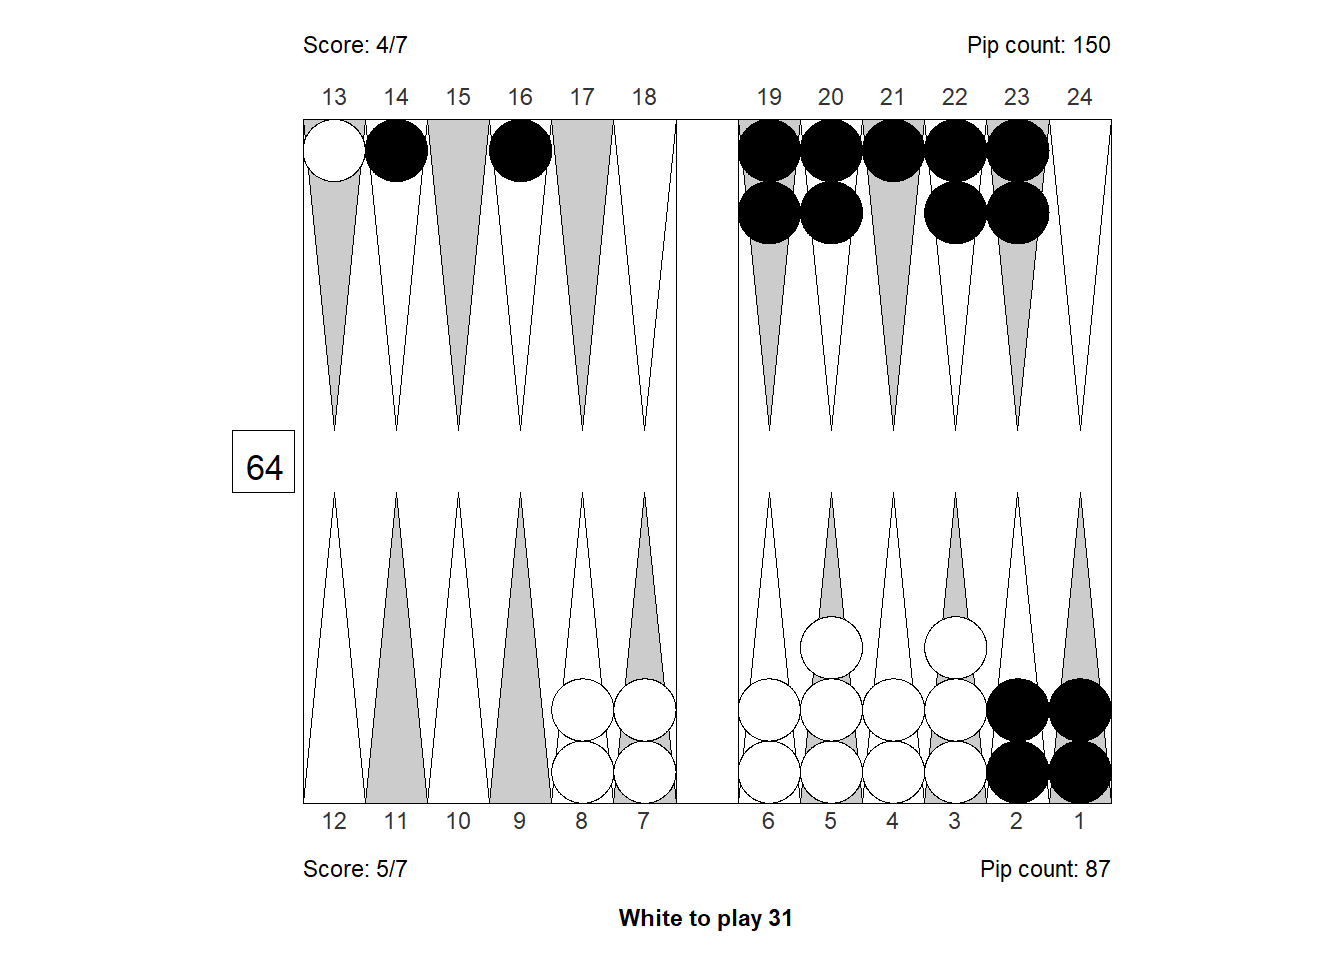 Score: 4/7 Pip count: 150
13 14 15 16 17 18 19 20 21 22 23 24
64
12 11 10 9 8 7 6 5 4 3 2 1
Score: 5/7 Pip count: 87
White to play 31